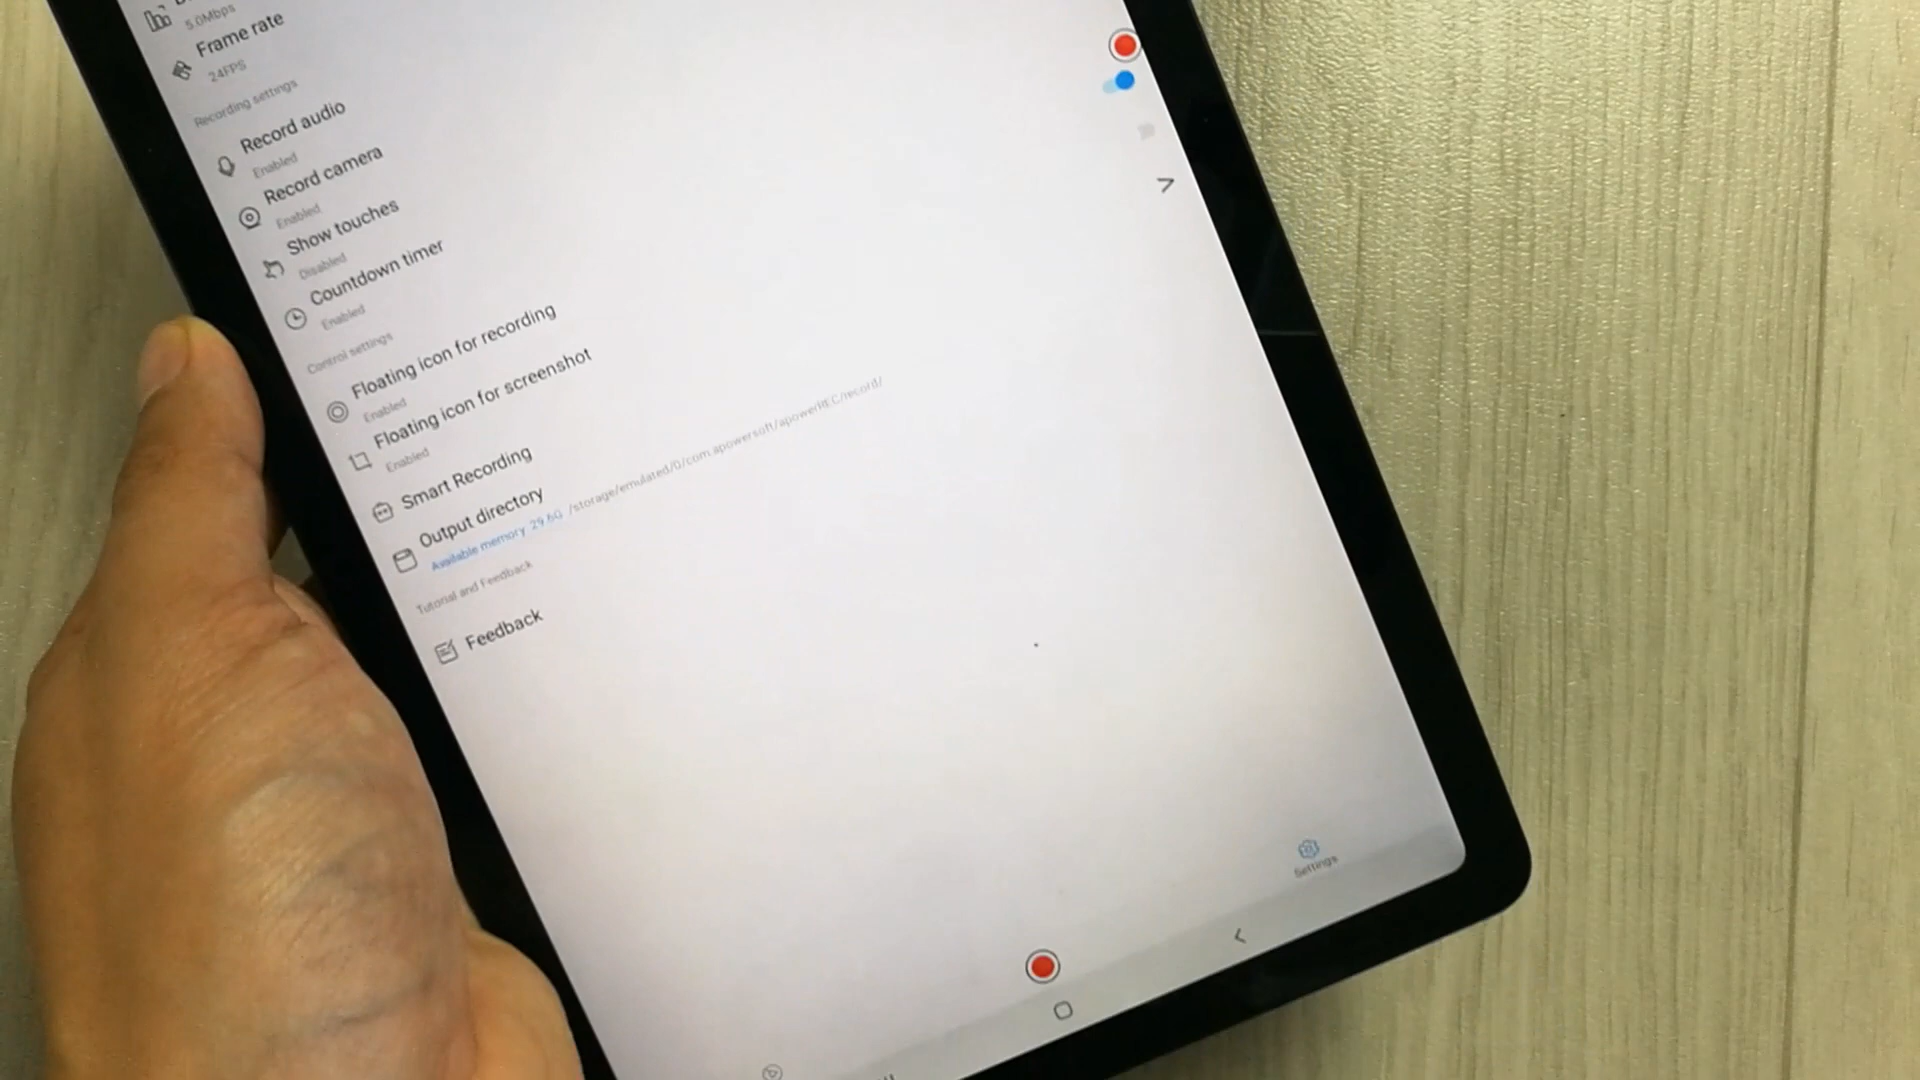 5.0Mbps
Frame rate
24FPS
Recording settings
Record audio
Enabled
Record camera
Enabled
Show touches
Disabled
Countdown timer
Enabled
Control settings
Floating icon for recording
Enabled
Floating icon for screenshot
Enabled
Smart Recording
Output directory
Available memory 29.6G /storage/emulated/0/com.apowersoft/apowerREC/record/
Tutorial and Feedback
Feedback
Settings